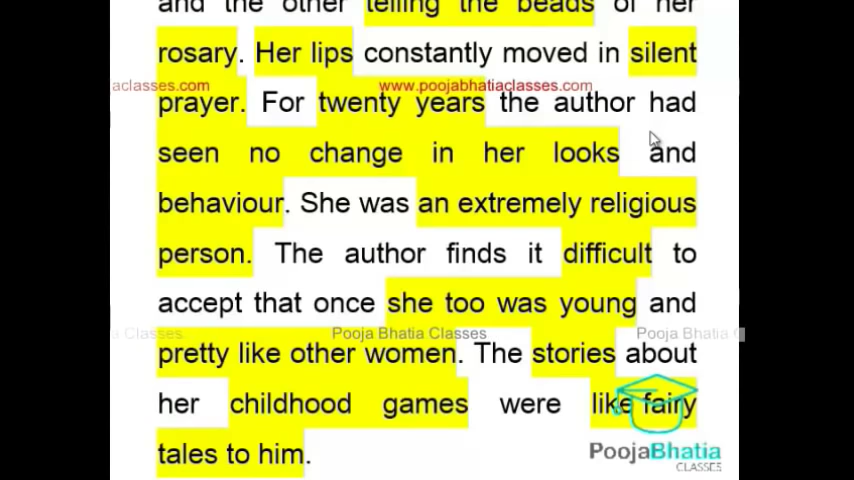 and the other telling the beads of her
rosary. Her lips constantly moved in silent
aclasses.com www.poojabhatiaclasses.com
prayer. For twenty years the author had
seen no change in her looks and
behaviour. She was an extremely religious
person. The author finds it difficult to
accept that once she too was young and
a Classes. Pooja Bhatia Classes Pooja Bhatia C
pretty like other women. The stories about
her childhood games were like fairy
tales to him.
PoojaBhatia
CLASSES